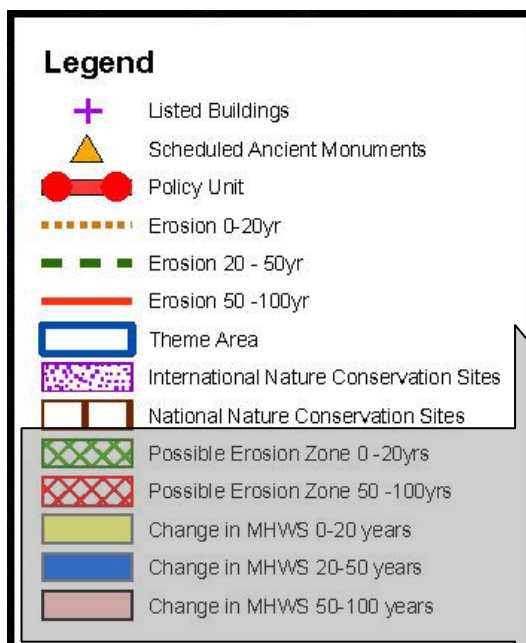 Legend
Listed Buildings
Scheduled Ancient Monuments
Policy Unit
Erosion 0-20yr
Erosion 20 - 50yr
Erosion 50 -100yr
Theme Area
International Nature Conservation Sites
National Nature Conservation Sites
Possible Erosion Zone 0 -20yrs
Possible Erosion Zone 50 -100yrs
Change in MHWS 0-20 years
Change in MHWS 20-50 years
Change in MHWS 50-100 years